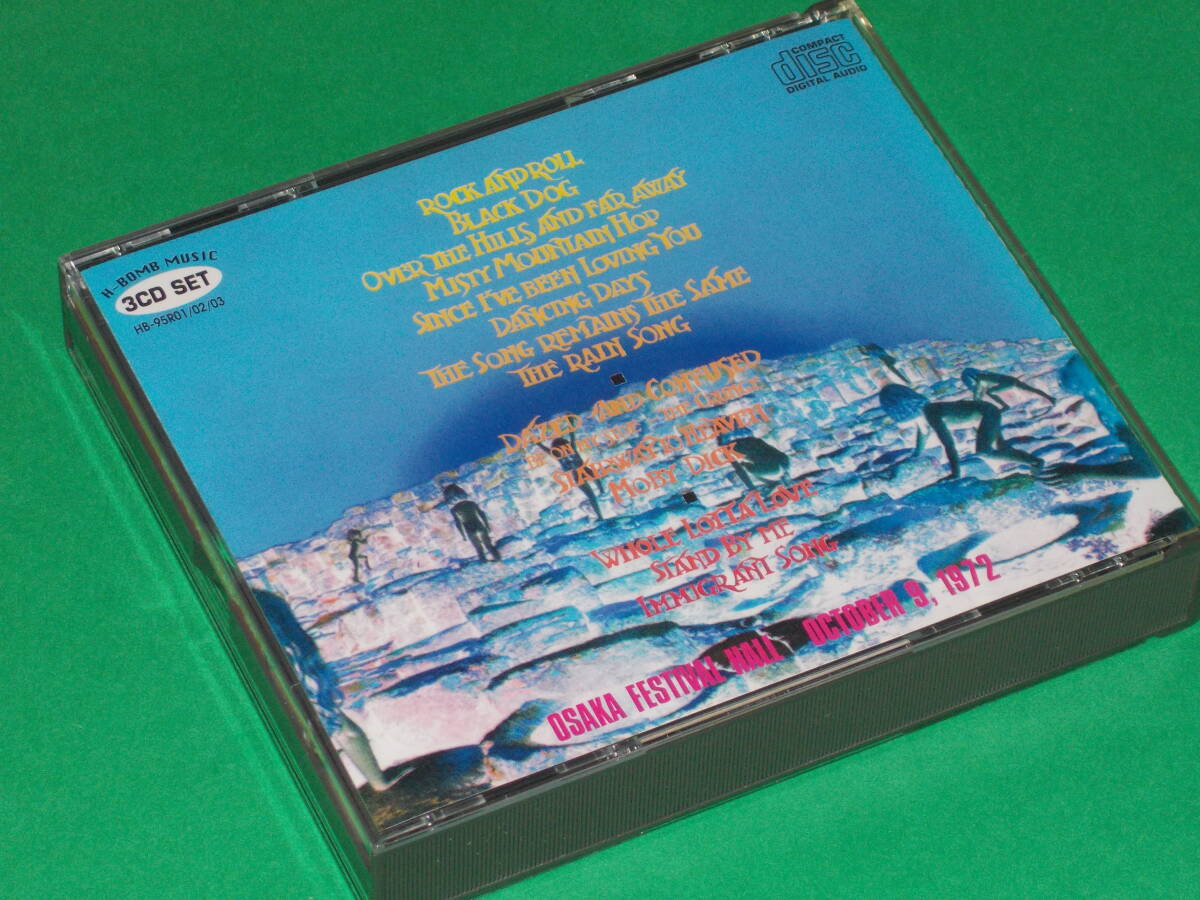 COMPACT
disc
DIGITAL AUDIO
H-BOMB MUSIC
3CD SET
HB-95R01/02/03
ROCK AND ROLL
BLACK DOG
OVER THE HILLS AND FAR AWAY
MISTY MOUNTAIN HOP
SINCE I'VE BEEN LOVING YOU
DANCING DAYS
THE SONG REMAINS THE SAME
THE RAIN SONG
DAZED AND CONFUSED
STAIRWAY TO HEAVEN
MOBY DICK
WHOLE LOTTA LOVE
STAND BY ME
IMMIGRANT SONG
OSAKA FESTIVAL HALL OCTOBER 9, 1972